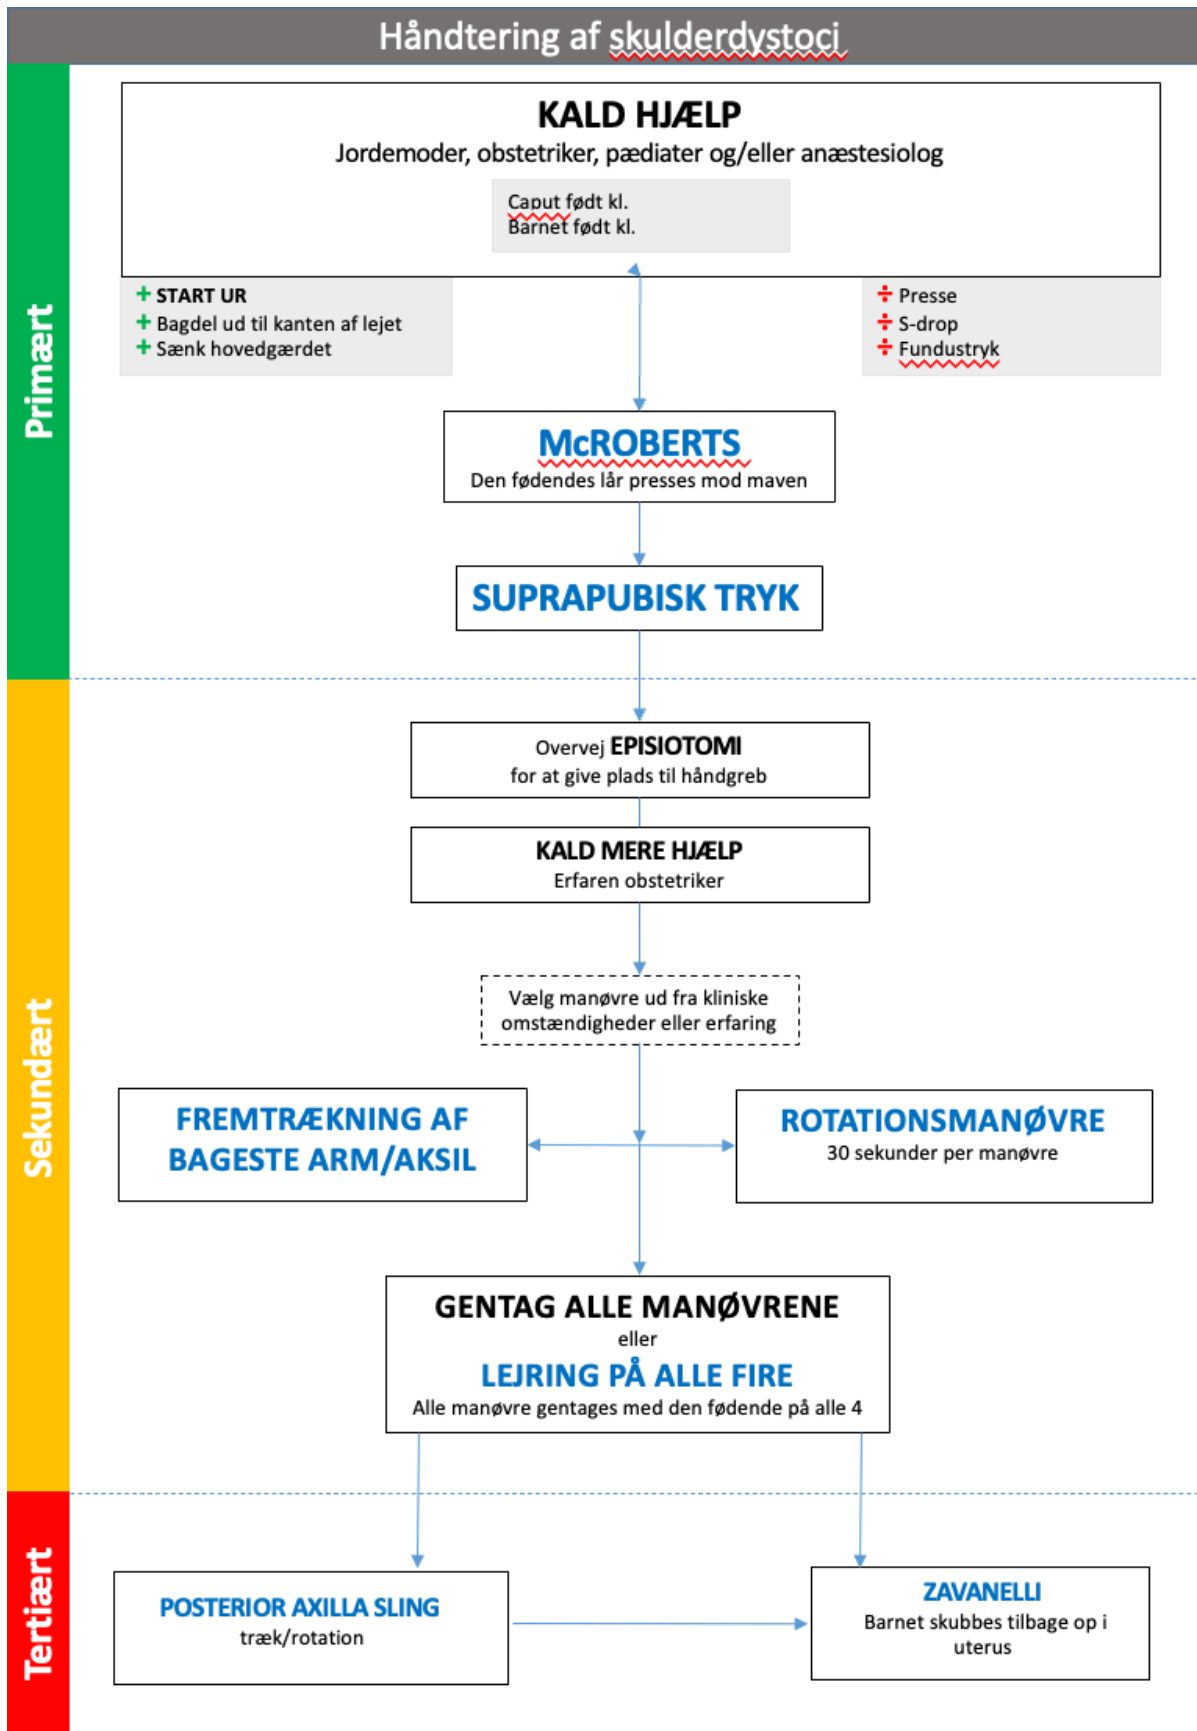 Håndtering af skulderdystoci
Primært
KALD HJÆLP
Jordemoder, obstetriker, pædiater og/eller anæstesiolog
Caput født kl.
Barnet født kl.
+ START UR
+ Bagdel ud til kanten af lejet
+ Sænk hovedgærdet
÷ Presse
÷ S-drop
÷ Fundustryk
McROBERTS
Den fødendes lår presses mod maven
SUPRAPUBISK TRYK
Sekundært
Overvej EPISIOTOMI
for at give plads til håndgreb
KALD MERE HJÆLP
Erfaren obstetriker
Vælg manøvre ud fra kliniske
omstændigheder eller erfaring
FREMTRÆKNING AF
BAGESTE ARM/AKSIL
ROTATIONSMANØVRE
30 sekunder per manøvre
GENTAG ALLE MANØVRENE
eller
LEJRING PÅ ALLE FIRE
Alle manøvre gentages med den fødende på alle 4
Tertiært
POSTERIOR AXILLA SLING
træk/rotation
ZAVANELLI
Barnet skubbes tilbage op i
uterus